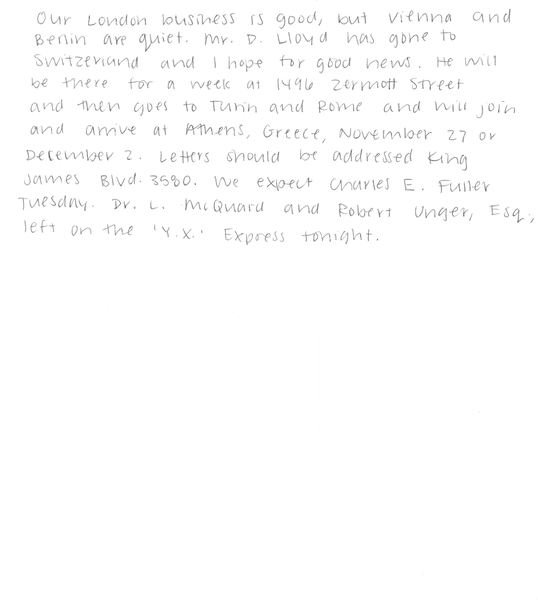 Our London business is good, but Vienna and
Berlin are quiet. Mr. D. Lloyd has gone to
Switzerland and I hope for good news. He will
be there for a week at 1496 Zermott Street
and then goes to Turin and Rome and will join
and arrive at Athens, Greece, November 27 or
December 2. Letters should be addressed King
James Blvd. 3580. We expect Charles E. Fuller
Tuesday. Dr. L. McQuard and Robert Unger, Esq.,
left on the 'Y.X.' Express tonight.